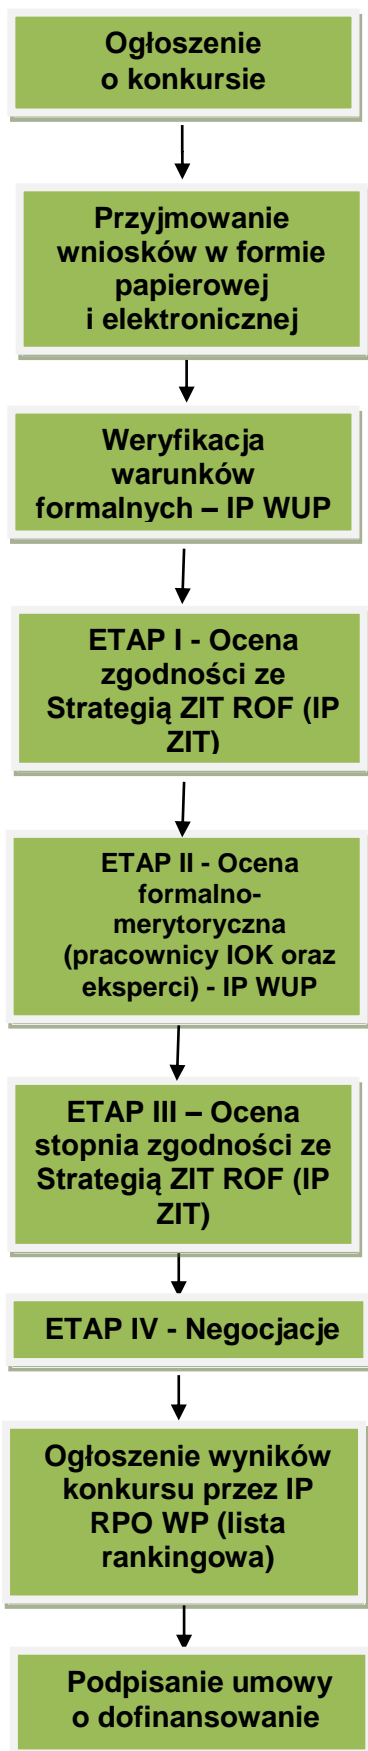 Ogłoszenie
o konkursie
Przyjmowanie
wniosków w formie
papierowej
i elektronicznej
Weryfikacja
warunków
formalnych – IP WUP
ETAP I - Ocena
zgodności ze
Strategią ZIT ROF (IP
ZIT)
ETAP II - Ocena
formalno-
merytoryczna
(pracownicy IOK oraz
eksperci) - IP WUP
ETAP III – Ocena
stopnia zgodności ze
Strategią ZIT ROF (IP
ZIT)
ETAP IV - Negocjacje
Ogłoszenie wyników
konkursu przez IP
RPO WP (lista
rankingowa)
Podpisanie umowy
o dofinansowanie